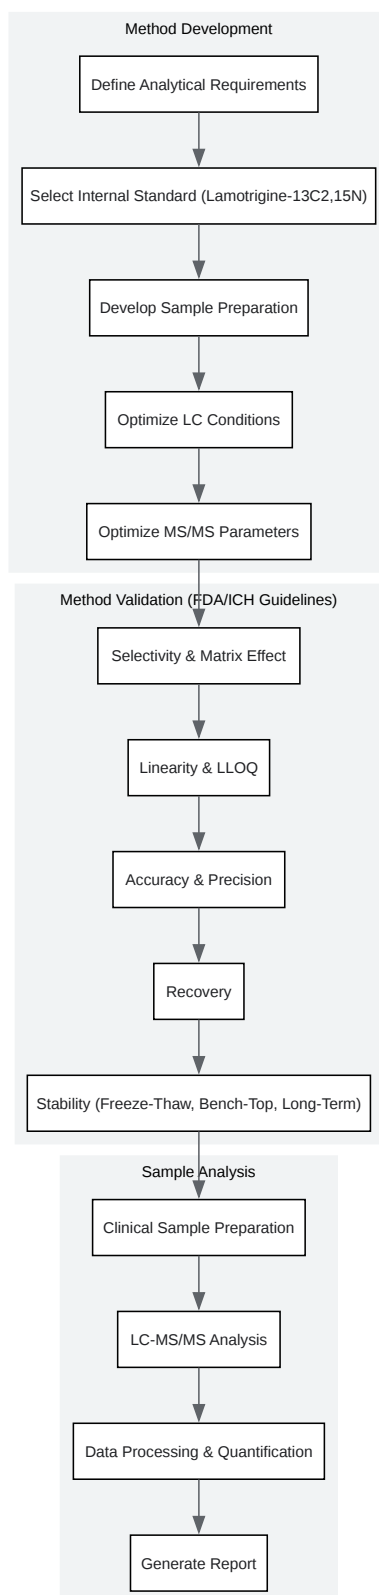 Method Development
Define Analytical Requirements
Select Internal Standard (Lamotrigine-13C2,15N)
Develop Sample Preparation
Optimize LC Conditions
Optimize MS/MS Parameters
Method Validation (FDA/ICH Guidelines)
Selectivity & Matrix Effect
Linearity & LLOQ
Accuracy & Precision
Recovery
Stability (Freeze-Thaw, Bench-Top, Long-Term)
Sample Analysis
Clinical Sample Preparation
LC-MS/MS Analysis
Data Processing & Quantification
Generate Report